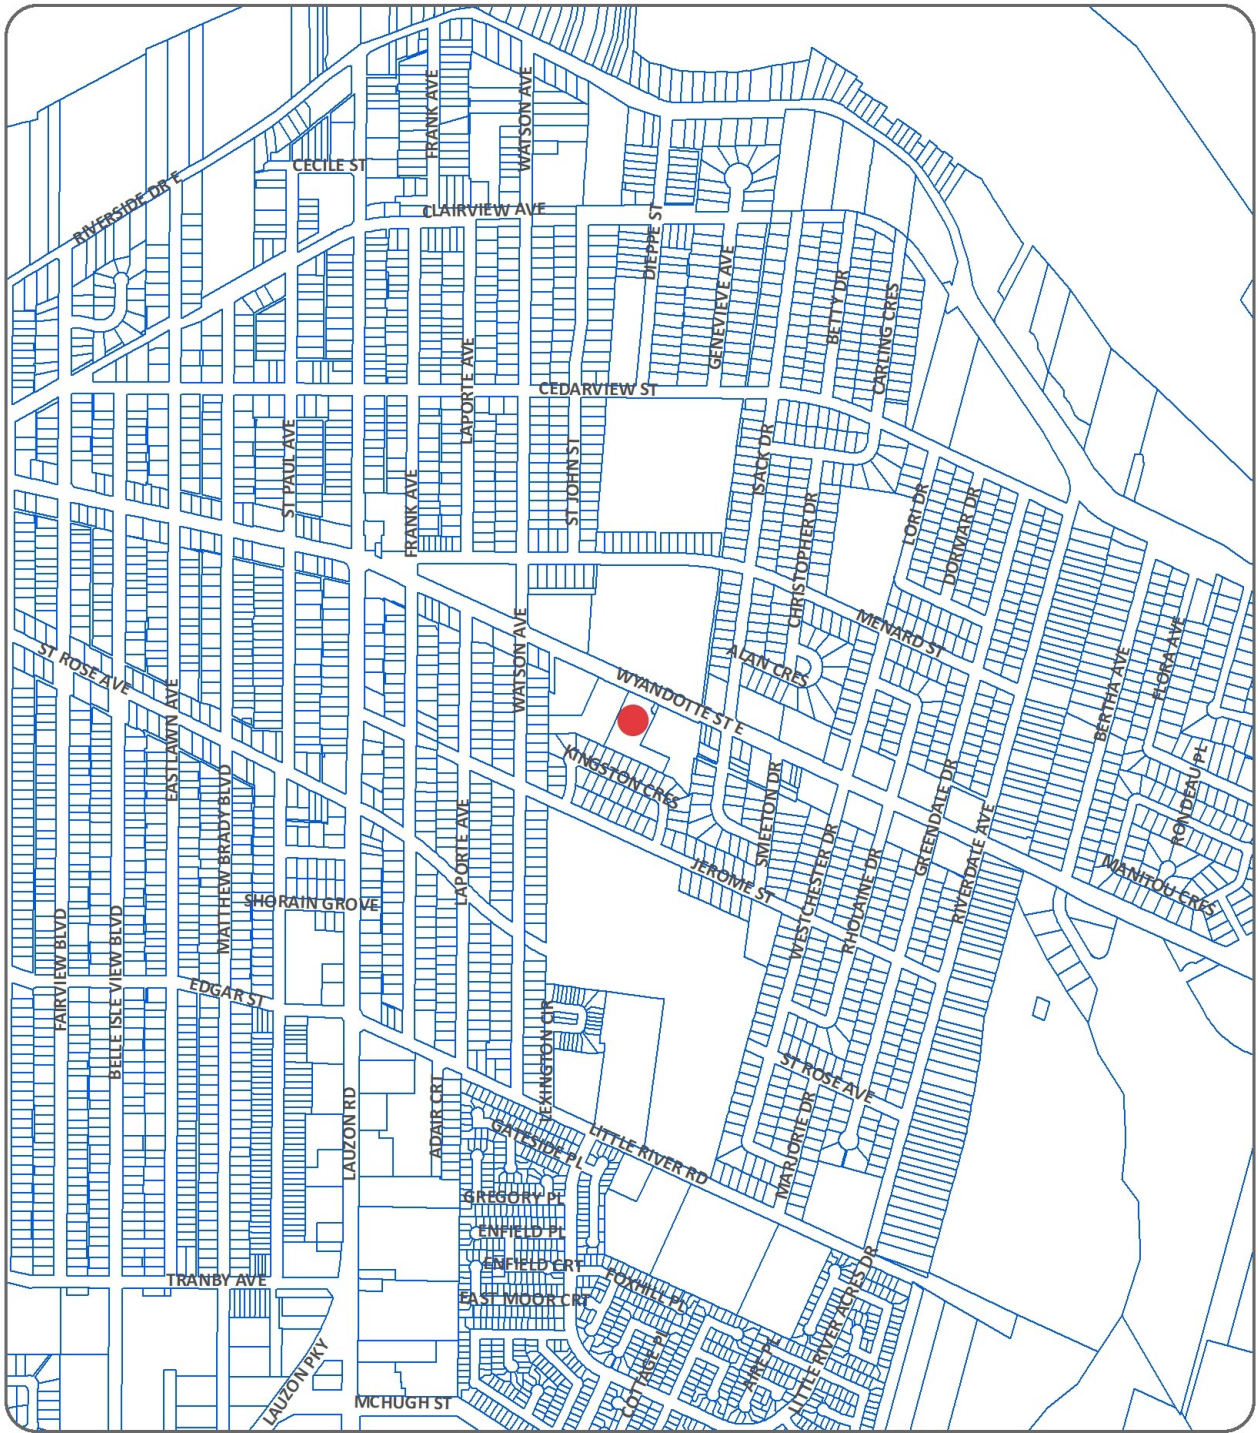 FRANK AVE
WATSON AVE
CECILE ST
RIVERSIDE DR E
CLAIRVIEW AVE
DIEPPE ST
GENEVIEVE AVE
BETTY DR
CARLING CRES
LAPORTE AVE
CEDARVIEW ST
ST PAUL AVE
ST JOHN ST
ISACK DR
FRANK AVE
CHRISTOPHER DR
LORI DR
DORMAR DR
MENARD ST
ALAN CRES
WATSON AVE
ST ROSE AVE
WYANDOTTE ST E
BERTHA AVE
FLORA AVE
EASTLAWN AVE
KINGSTON CRES
MATTHEW BRADY BLVD
LAPORTE AVE
SMEETON DR
GREENDALE DR
RONDEAU PL
WESTCHESTER DR
RHOLAINE DR
RIVERDALE AVE
JEROME ST
MANITOU CRES
SHORAIN GROVE
FAIRVIEW BLVD
BELLE ISLE VIEW BLVD
EDGAR ST
LEXINGTON CIR
ST ROSE AVE
LAUZON RD
ADAIR CRT
GATESIDE PL
LITTLE RIVER RD
MARJORIE DR
GREGORY PL
ENFIELD PL
ENFIELD CRT
TRANBY AVE
FOXHILL PL
EAST MOOR CRT
LITTLE RIVER ACRES DR
LAUZON PKY
COTTAGE PL
AIRE PL
MCHUGH ST